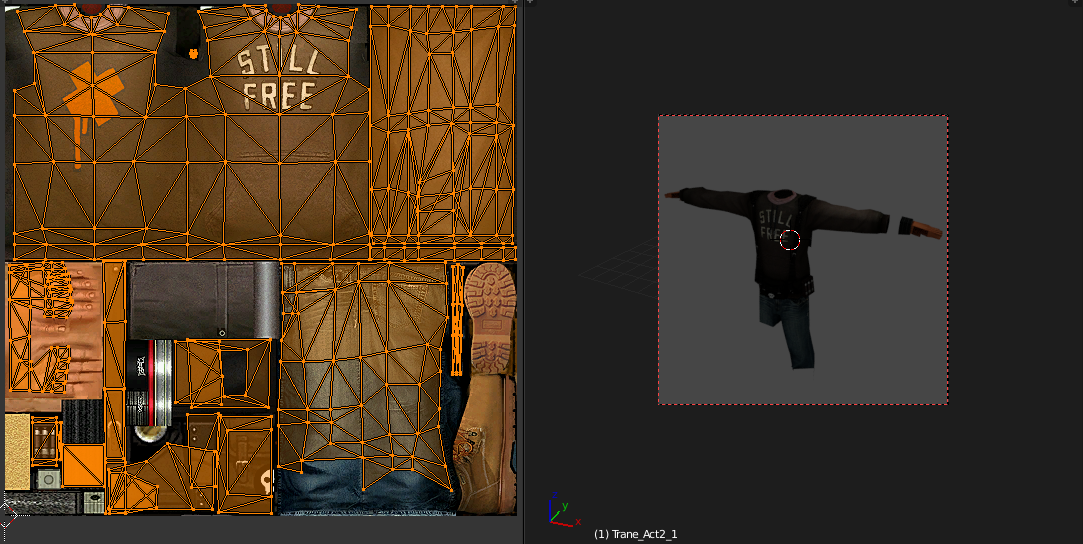 STILL
FREE
STILL
FREE
y
x
(1) Trane_Act2_1